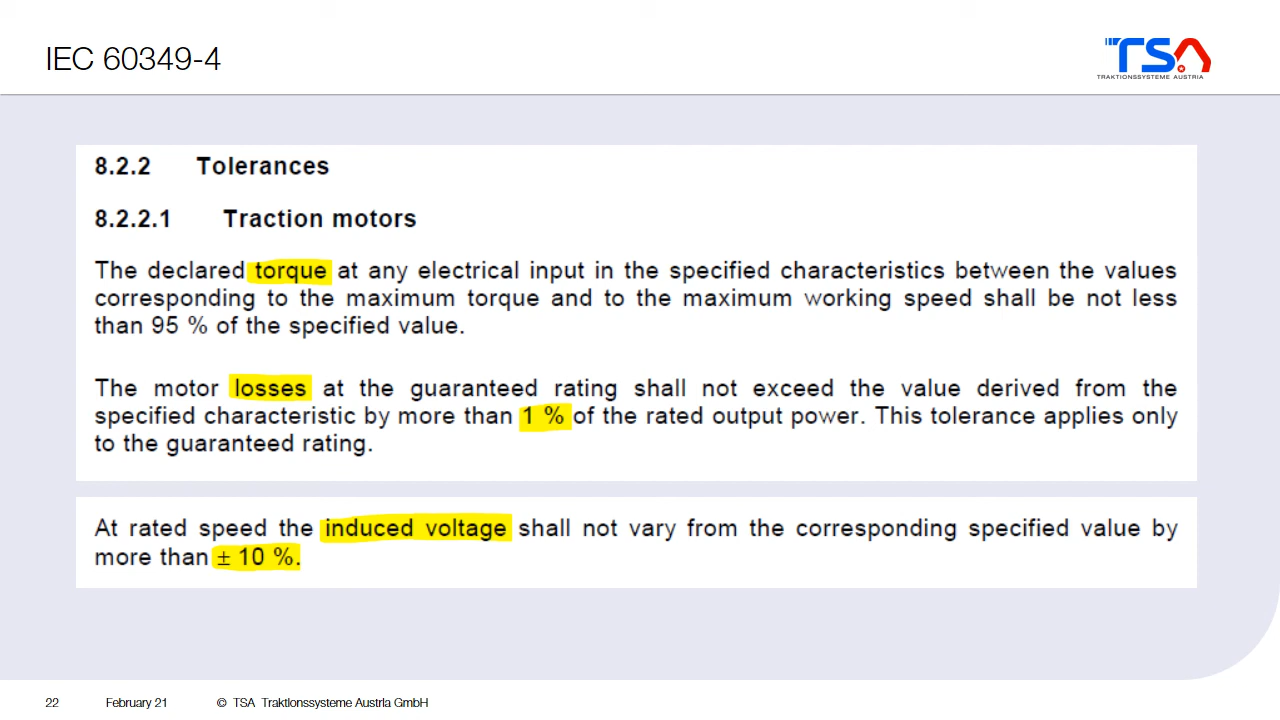 IEC 60349-4
TSA
TRAKTIONSSYSTEME AUSTRIA
8.2.2 Tolerances
8.2.2.1 Traction motors
The declared torque at any electrical input in the specified characteristics between the values
corresponding to the maximum torque and to the maximum working speed shall be not less
than 95 % of the specified value.
The motor losses at the guaranteed rating shall not exceed the value derived from the
specified characteristic by more than 1 % of the rated output power. This tolerance applies only
to the guaranteed rating.
At rated speed the induced voltage shall not vary from the corresponding specified value by
more than ± 10 %.
22 February 21 © TSA Traktionssysteme Austria GmbH